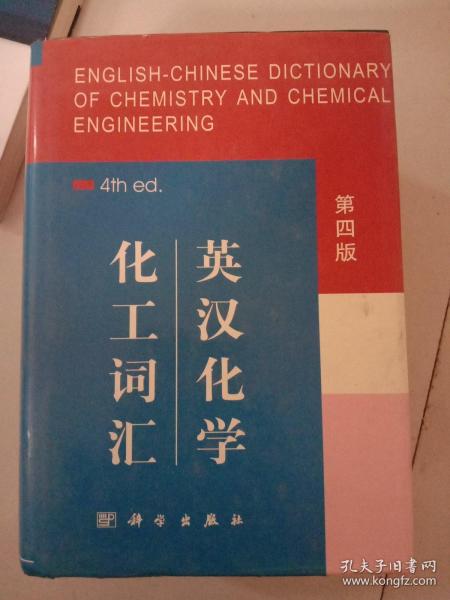 ENGLISH-CHINESE DICTIONARY
OF CHEMISTRY AND CHEMICAL
ENGINEERING
4th ed.
第四版
英汉化学
化工词汇
科学出版社
孔夫子旧书网
www.kongfz.com